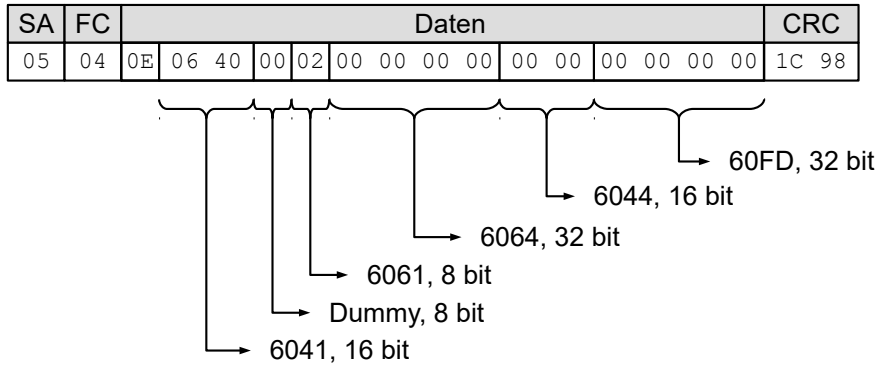 SA FC Daten CRC
05 04 0E 06 40 00 02 00 00 00 00 00 00 00 00 00 00 1C 98
60FD, 32 bit
6044, 16 bit
6064, 32 bit
6061, 8 bit
Dummy, 8 bit
6041, 16 bit